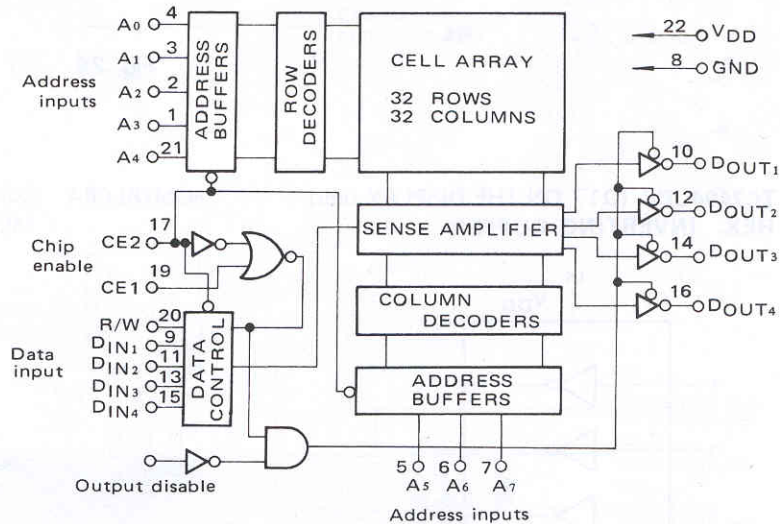 A0 4
A1 3
A2 2
A3 1
A4 21
Address
inputs
ADDRESS
BUFFERS
ROW
DECODERS
CELL ARRAY
32 ROWS
32 COLUMNS
22 VDD
8 GND
10 DOUT1
DOUT2
14 DOUT3
16 DOUT4
SENSE AMPLIFIER
COLUMN
DECODERS
ADDRESS
BUFFERS
17
CE2
Chip
enable
19
CE1
R/W 20
DIN1 9
DIN2 11
DIN3 13
DIN4 15
Data
input
DATA
CONTROL
Output disable
5 6 7
A5 A6 A7
Address inputs